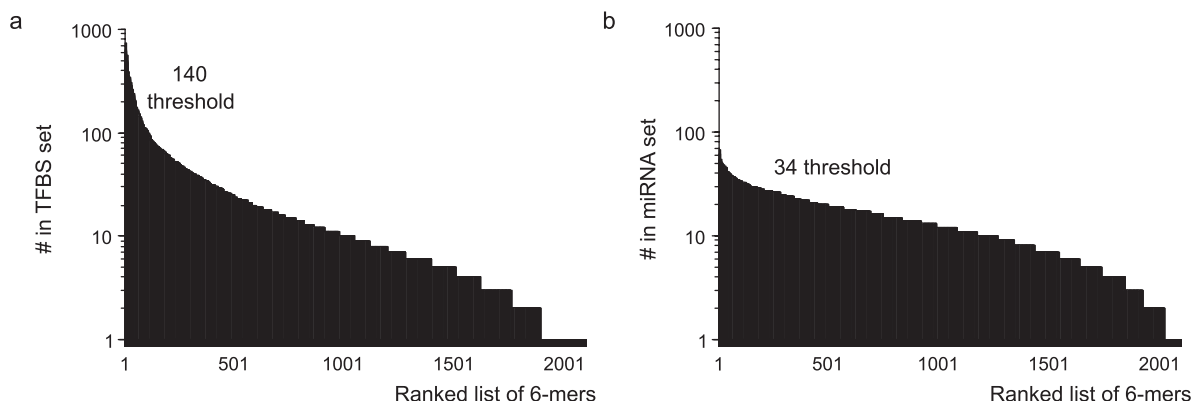 a
1000
140
threshold
100
# in TFBS set
10
1
1 501 1001 1501 2001
Ranked list of 6-mers
b
1000
100
34 threshold
# in miRNA set
10
1
1 501 1001 1501 2001
Ranked list of 6-mers